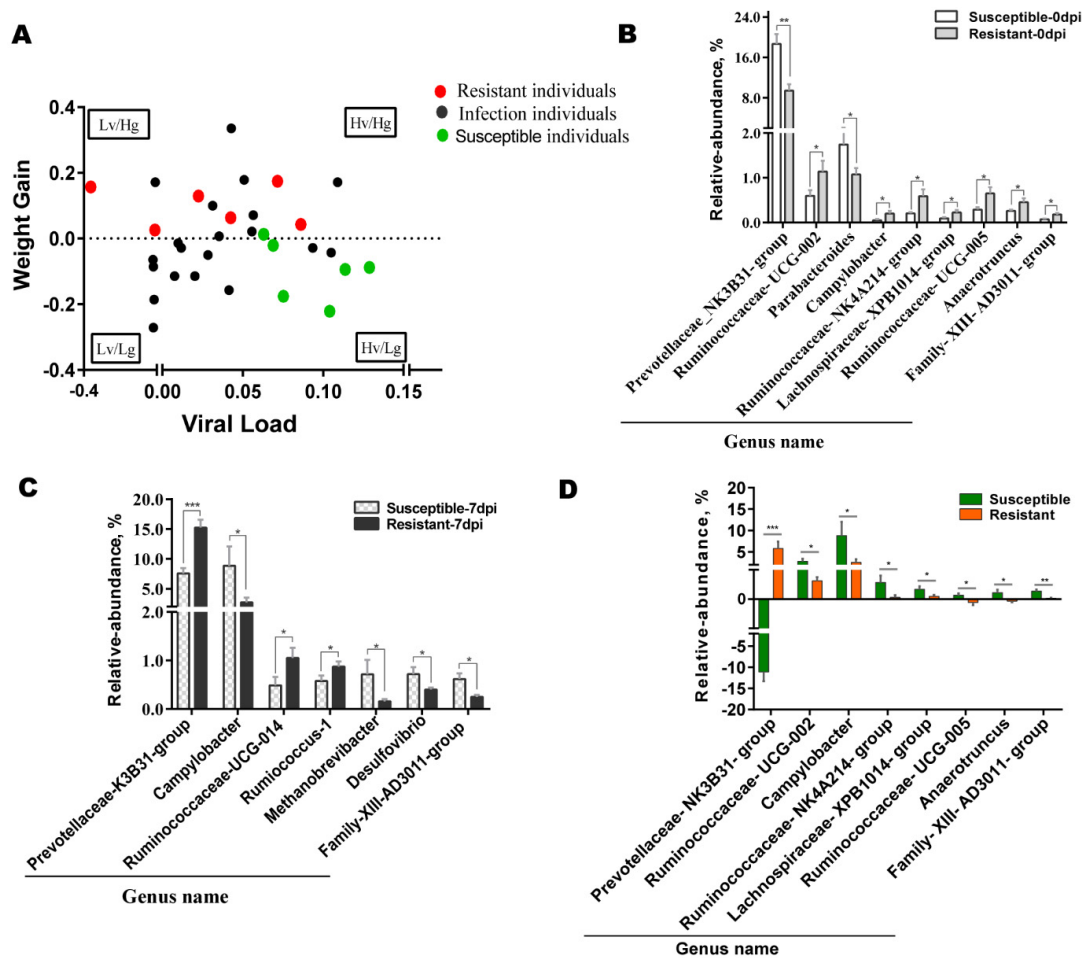 A
Resistant individuals
Infection individuals
Susceptible individuals
Lv/Hg
Hv/Hg
Lv/Lg
Hv/Lg
0.4
0.2
0.0
-0.2
-0.4
Weight Gain
-0.4
0.00
0.05
0.10
0.15
Viral Load
B
Susceptible-0dpi
Resistant-0dpi
Relative-abundance, %
24.0
16.0
8.0
2.0
1.0
0.0
**
*
*
*
*
*
*
*
*
Prevotellaceae_NK3B31-group
Ruminococcaceae- UCG-002
Parabacteroides
Campylobacter
Ruminococcaceae- NK4A214- group
Lachnospiraceae- XPB1014- group
Ruminococcaceae- UCG-005
Anaerotruncus
Family- XIII- AD3011- group
Genus name
C
Susceptible-7dpi
Resistant-7dpi
Relative-abundance, %
20.0
15.0
10.0
5.0
2.0
1.0
0.0
***
*
*
*
*
*
*
Prevotellaceae-K3B31-group
Campylobacter
Ruminococcaceae-UCG-014
Rumiococcus-1
Methanobrevibacter
Desulfovibrio
Family-XIII-AD3011-group
Genus name
D
Susceptible
Resistant
Relative-abundance, %
20
15
10
5
0
-5
-10
-15
-20
***
*
*
*
*
*
*
**
Prevotellaceae- NK3B31- group
Ruminococcaceae- UCG-002
Campylobacter
Ruminococcaceae- NK4A214- group
Lachnospiraceae- XPB1014- group
Ruminococcaceae- UCG-005
Anaerotruncus
Family- XIII- AD3011- group
Genus name